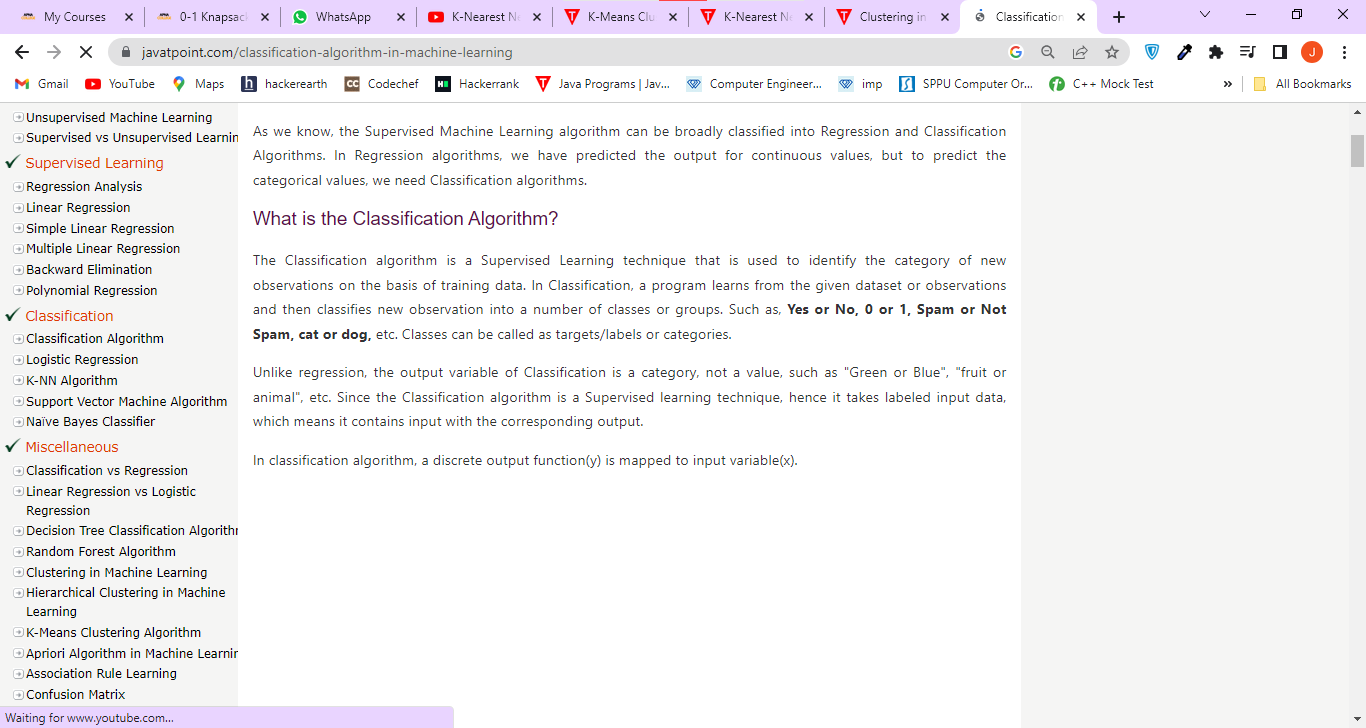 My Courses
0-1 Knapsac
WhatsApp
K-Nearest Ne
K-Means Clu
K-Nearest Ne
Clustering in
Classification
javatpoint.com/classification-algorithm-in-machine-learning
J
Gmail
YouTube
Maps
h hackerearth
CC Codechef
Hackerrank
Java Programs | Jav...
Computer Engineer...
imp
SPPU Computer Or...
C++ Mock Test
»
All Bookmarks
Unsupervised Machine Learning
Supervised vs Unsupervised Learnin
Supervised Learning
Regression Analysis
Linear Regression
Simple Linear Regression
Multiple Linear Regression
Backward Elimination
Polynomial Regression
Classification
Classification Algorithm
Logistic Regression
K-NN Algorithm
Support Vector Machine Algorithm
Naïve Bayes Classifier
Miscellaneous
Classification vs Regression
Linear Regression vs Logistic
Regression
Decision Tree Classification Algorithm
Random Forest Algorithm
Clustering in Machine Learning
Hierarchical Clustering in Machine
Learning
K-Means Clustering Algorithm
Apriori Algorithm in Machine Learnin
Association Rule Learning
Confusion Matrix
As we know, the Supervised Machine Learning algorithm can be broadly classified into Regression and Classification
Algorithms. In Regression algorithms, we have predicted the output for continuous values, but to predict the
categorical values, we need Classification algorithms.
What is the Classification Algorithm?
The Classification algorithm is a Supervised Learning technique that is used to identify the category of new
observations on the basis of training data. In Classification, a program learns from the given dataset or observations
and then classifies new observation into a number of classes or groups. Such as, Yes or No, 0 or 1, Spam or Not
Spam, cat or dog, etc. Classes can be called as targets/labels or categories.
Unlike regression, the output variable of Classification is a category, not a value, such as "Green or Blue", "fruit or
animal", etc. Since the Classification algorithm is a Supervised learning technique, hence it takes labeled input data,
which means it contains input with the corresponding output.
In classification algorithm, a discrete output function(y) is mapped to input variable(x).
Waiting for www.youtube.com...